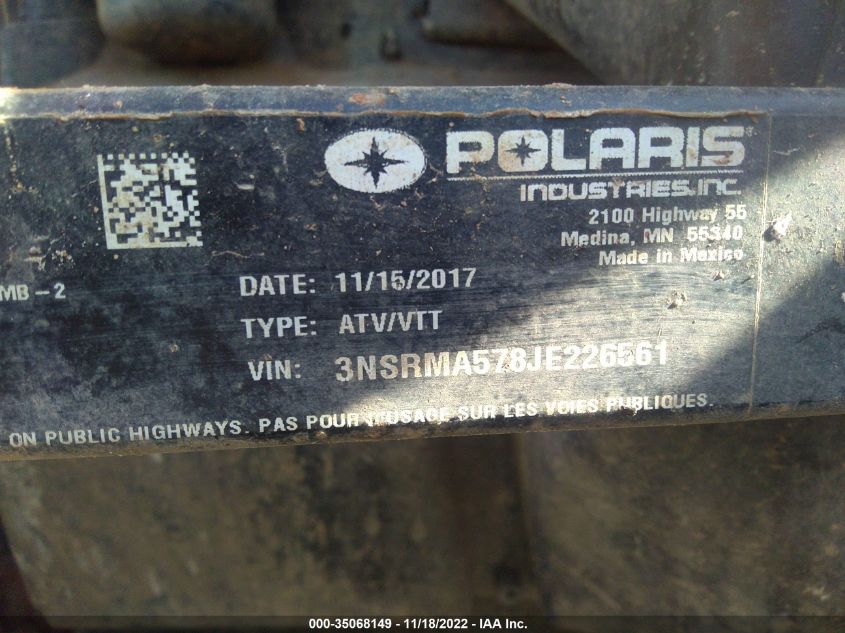 POLARIS
INDUSTRIES, INC.
2100 Highway 55
Medina, MN 55340
Made in Mexico
MB - 2
DATE: 11/15/2017
TYPE: ATV/VTT
VIN: 3NSRMA578JE226561
ON PUBLIC HIGHWAYS. PAS POUR l'USAGE SUR LES VOIES PUBLIQUES.
000-35068149 - 11/18/2022 - IAA Inc.